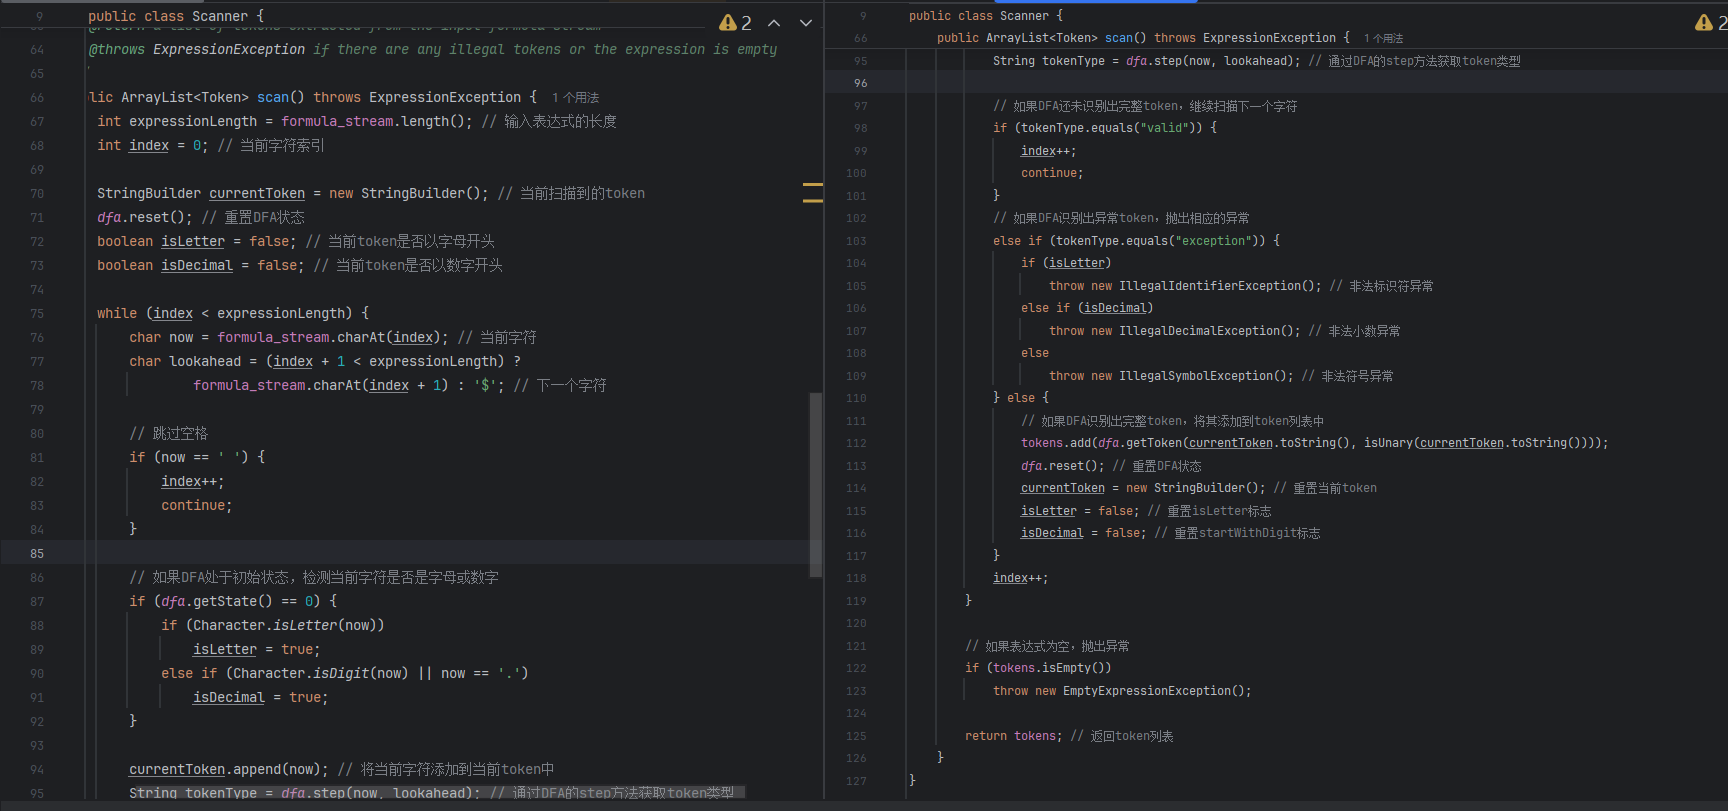 9 public class Scanner {
2
@return a list of tokens extracted from the input formula stream
64 @throws ExpressionException if there are any illegal tokens or the expression is empty
65
66 lic ArrayList<Token> scan() throws ExpressionException { 1 个用法
67 int expressionLength = formula_stream.length(); // 输入表达式的长度
68 int index = 0; // 当前字符索引
69
70 StringBuilder currentToken = new StringBuilder(); // 当前扫描到的token
71 dfa.reset(); // 重置DFA状态
72 boolean isLetter = false; // 当前token是否以字母开头
73 boolean isDecimal = false; // 当前token是否以数字开头
74
75 while (index < expressionLength) {
76 char now = formula_stream.charAt(index); // 当前字符
77 char lookahead = (index + 1 < expressionLength) ?
78 formula_stream.charAt(index + 1) : '$'; // 下一个字符
79
80 // 跳过空格
81 if (now == ' ') {
82 index++;
83 continue;
84 }
85
86 // 如果DFA处于初始状态，检测当前字符是否是字母或数字
87 if (dfa.getState() == 0) {
88 if (Character.isLetter(now))
89 isLetter = true;
90 else if (Character.isDigit(now) || now == '.')
91 isDecimal = true;
92 }
93
94 currentToken.append(now); // 将当前字符添加到当前token中
95 String tokenType = dfa.step(now, lookahead); // 通过DFA的step方法获取token类型
9 public class Scanner {
2
66 public ArrayList<Token> scan() throws ExpressionException { 1 个用法
95 String tokenType = dfa.step(now, lookahead); // 通过DFA的step方法获取token类型
96
97 // 如果DFA还未识别出完整token，继续扫描下一个字符
98 if (tokenType.equals("valid")) {
99 index++;
100 continue;
101 }
102 // 如果DFA识别出异常token，抛出相应的异常
103 else if (tokenType.equals("exception")) {
104 if (isLetter)
105 throw new IllegalIdentifierException(); // 非法标识符异常
106 else if (isDecimal)
107 throw new IllegalDecimalException(); // 非法小数异常
108 else
109 throw new IllegalSymbolException(); // 非法符号异常
110 } else {
111 // 如果DFA识别出完整token，将其添加到token列表中
112 tokens.add(dfa.getToken(currentToken.toString(), isUnary(currentToken.toString())));
113 dfa.reset(); // 重置DFA状态
114 currentToken = new StringBuilder(); // 重置当前token
115 isLetter = false; // 重置isLetter标志
116 isDecimal = false; // 重置startWithDigit标志
117 }
118 index++;
119 }
120
121 // 如果表达式为空，抛出异常
122 if (tokens.isEmpty())
123 throw new EmptyExpressionException();
124
125 return tokens; // 返回token列表
126 }
127 }